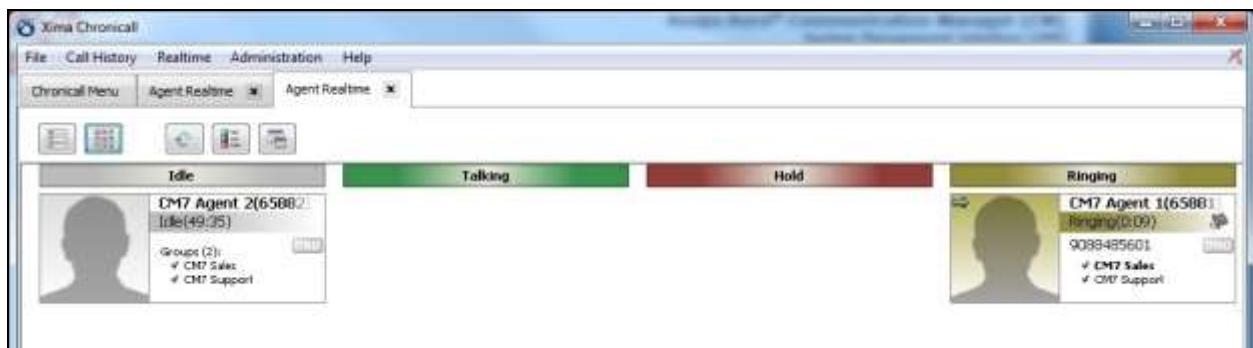 Xima Chronicall
File Call History Realtime Administration Help
Chronicall Menu Agent Realtime Agent Realtime
Idle Talking Hold Ringing
CM7 Agent 2(65882
Idle(49:35)
Groups (2):
✓ CM7 Sales
✓ CM7 Support
CM7 Agent 1(65881
Ringing(0:09)
9088485601
✓ CM7 Sales
✓ CM7 Support